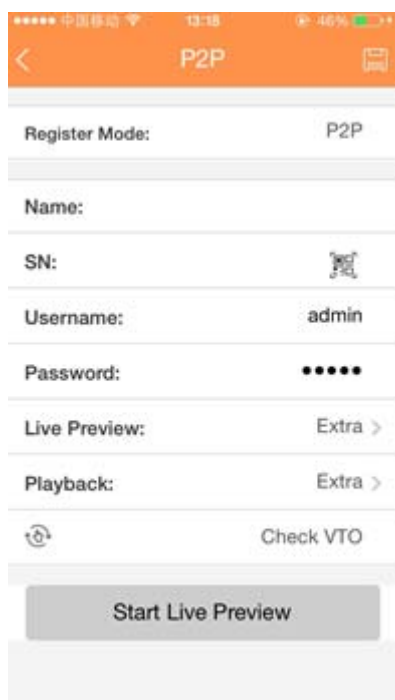 ●●●●● 中国移动 13:18 46%
P2P
Register Mode: P2P
Name:
SN:
Username: admin
Password: ●●●●●
Live Preview: Extra >
Playback: Extra >
Check VTO
Start Live Preview